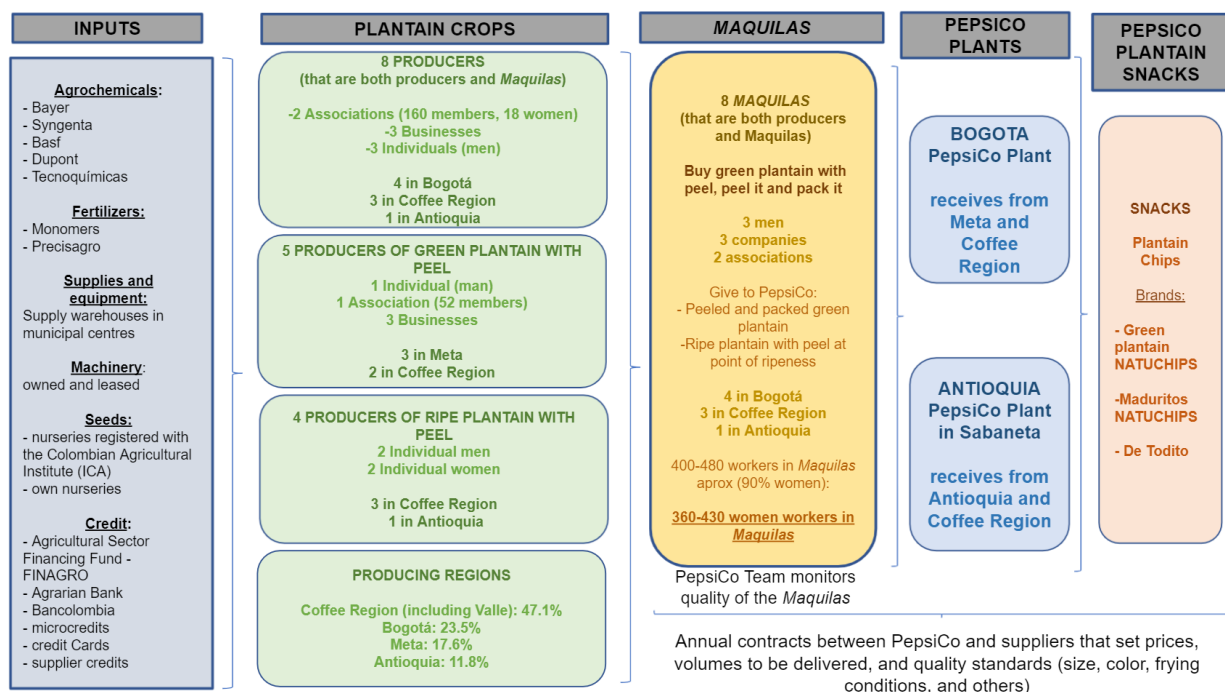 INPUTS
Agrochemicals:
- Bayer
- Syngenta
- Basf
- Dupont
- Tecnoquímicas
Fertilizers:
- Monomers
- Precisagro
Supplies and
equipment:
Supply warehouses in
municipal centres
Machinery:
owned and leased
Seeds:
- nurseries registered with
the Colombian Agricultural
Institute (ICA)
- own nurseries
Credit:
- Agricultural Sector
Financing Fund -
FINAGRO
- Agrarian Bank
- Bancolombia
- microcredits
- credit Cards
- supplier credits
PLANTAIN CROPS
8 PRODUCERS
(that are both producers and Maquilas)
-2 Associations (160 members, 18 women)
-3 Businesses
-3 Individuals (men)
4 in Bogotá
3 in Coffee Region
1 in Antioquia
5 PRODUCERS OF GREEN PLANTAIN WITH
PEEL
1 Individual (man)
1 Association (52 members)
3 Businesses
3 in Meta
2 in Coffee Region
4 PRODUCERS OF RIPE PLANTAIN WITH
PEEL
2 Individual men
2 Individual women
3 in Coffee Region
1 in Antioquia
PRODUCING REGIONS
Coffee Region (including Valle): 47.1%
Bogotá: 23.5%
Meta: 17.6%
Antioquia: 11.8%
MAQUILAS
8 MAQUILAS
(that are both producers
and Maquilas)
Buy green plantain with
peel, peel it and pack it
3 men
3 companies
2 associations
Give to PepsiCo:
- Peeled and packed green
plantain
-Ripe plantain with peel at
point of ripeness
4 in Bogotá
3 in Coffee Region
1 in Antioquia
400-480 workers in Maquilas
aprox (90% women):
360-430 women workers in
Maquilas
PepsiCo Team monitors
quality of the Maquilas
PEPSICO
PLANTS
BOGOTA
PepsiCo Plant
receives from
Meta and
Coffee
Region
ANTIOQUIA
PepsiCo Plant
in Sabaneta
receives from
Antioquia and
Coffee Region
PEPSICO
PLANTAIN
SNACKS
SNACKS
Plantain
Chips
Brands:
- Green
plantain
NATUCHIPS
-Maduritos
NATUCHIPS
- De Todito
Annual contracts between PepsiCo and suppliers that set prices,
volumes to be delivered, and quality standards (size, color, frying
conditions, and others)